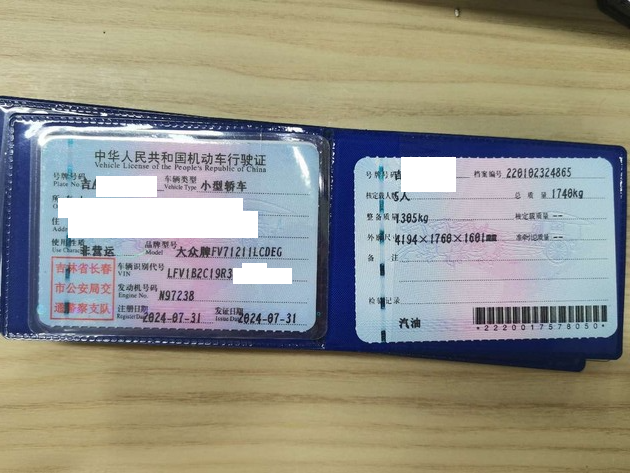 中华人民共和国机动车行驶证
Vehicle License of the People's Republic of China
号牌号码 Plate No.
车辆类型 Vehicle Type 小型轿车
使用性质 Use Character 非营运
品牌型号 Model 大众牌FV71211LCDEG
车辆识别代号 VIN LFV1B2C19R3
发动机号码 Engine No. N97238
注册日期 Register Date 2024-07-31
发证日期 Issue Date 2024-07-31
吉林省长春
市公安局交
通警察支队
号牌号码
档案编号 220102324865
核定载人数 5人
总质量 1740kg
整备质量 1305kg
核定载质量 --
外廓尺寸 4194×1760×1601mm
准牵引总质量 --
备注
检验记录
汽油
*2220017578050*